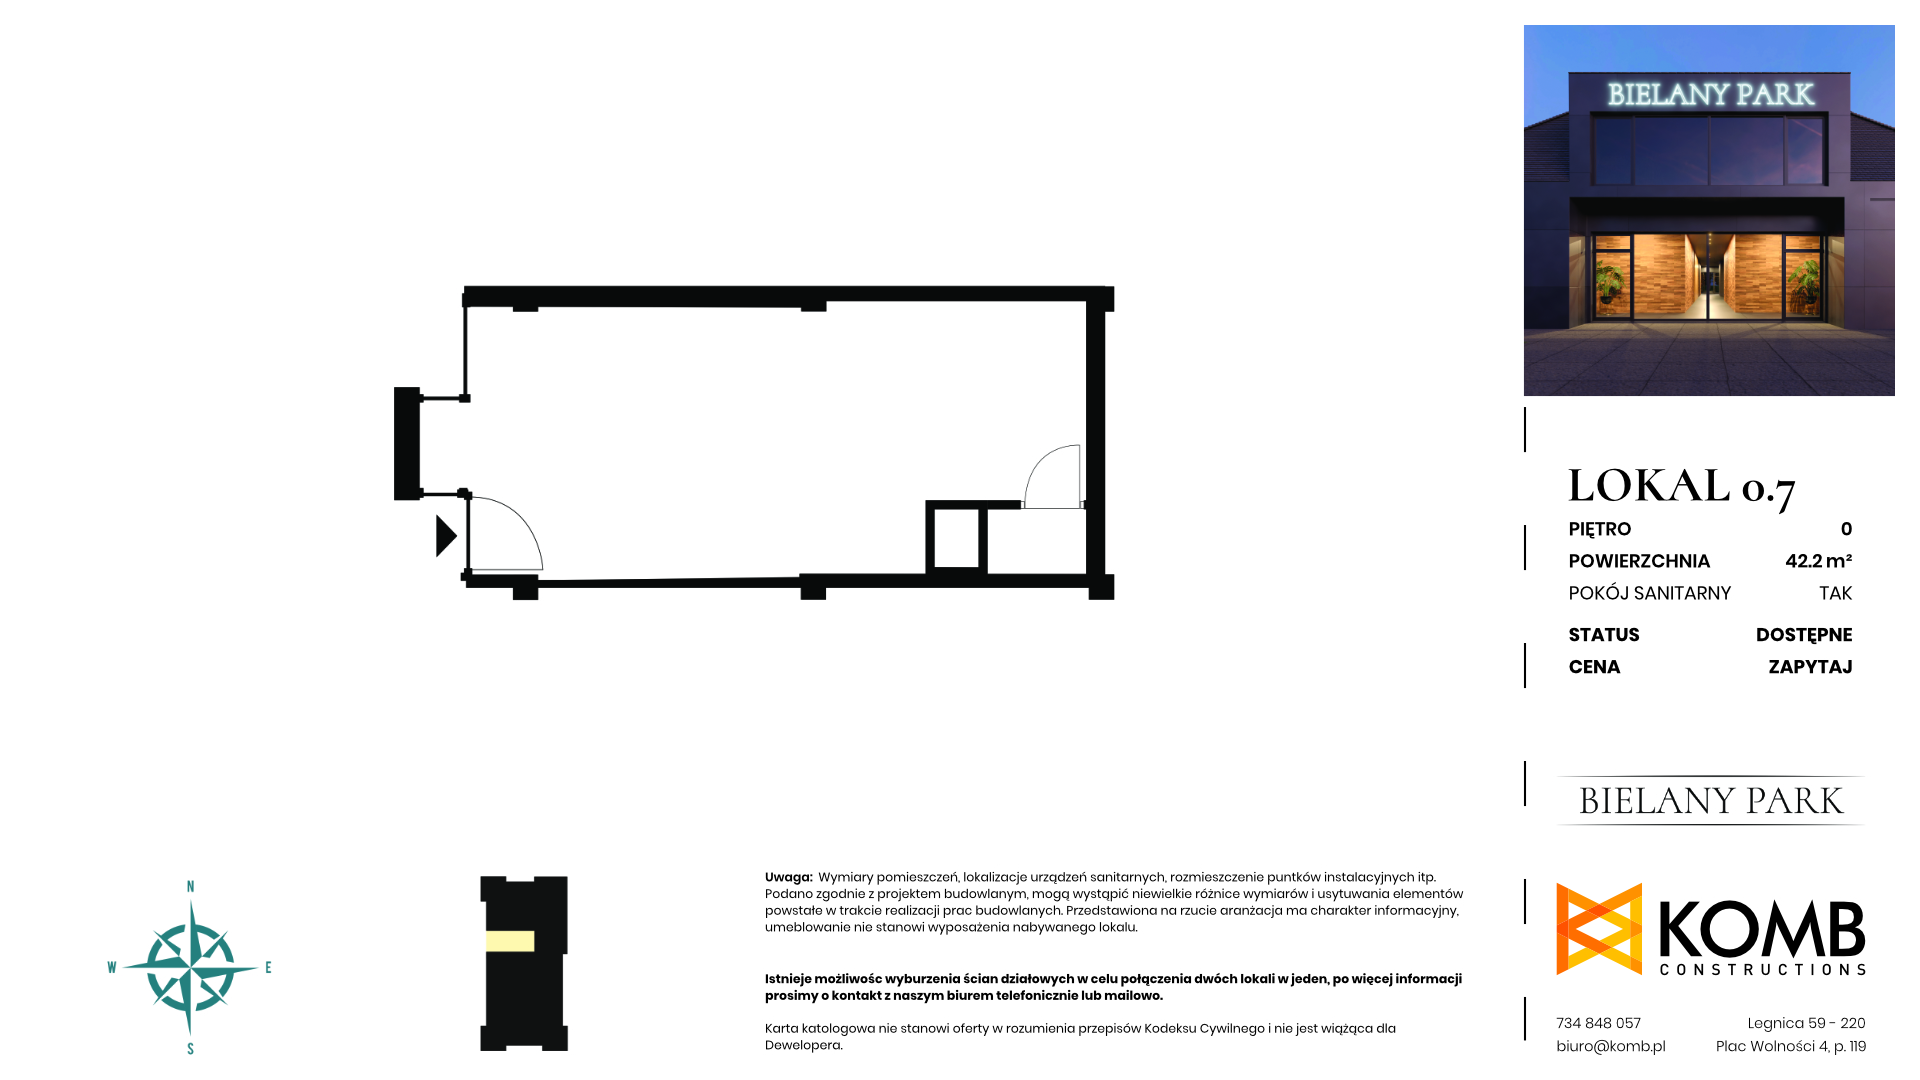 BIELANY PARK
LOKAL 0.7
PIĘTRO 0
POWIERZCHNIA 42.2 m²
POKÓJ SANITARNY TAK
STATUS DOSTĘPNE
CENA ZAPYTAJ
BIELANY PARK
KOMB
CONSTRUCTIONS
734 848 057 Legnica 59 - 220
biuro@komb.pl Plac Wolności 4, p. 119
N
W E
S
Uwaga: Wymiary pomieszczeń, lokalizacje urządzeń sanitarnych, rozmieszczenie puntków instalacyjnych itp.
Podano zgodnie z projektem budowlanym, mogą wystąpić niewielkie różnice wymiarów i usytuwania elementów
powstałe w trakcie realizacji prac budowlanych. Przedstawiona na rzucie aranżacja ma charakter informacyjny,
umeblowanie nie stanowi wyposażenia nabywanego lokalu.
Istnieje możliwośc wyburzenia ścian działowych w celu połączenia dwóch lokali w jeden, po więcej informacji
prosimy o kontakt z naszym biurem telefonicznie lub mailowo.
Karta katologowa nie stanowi oferty w rozumienia przepisów Kodeksu Cywilnego i nie jest wiążąca dla
Dewelopera.